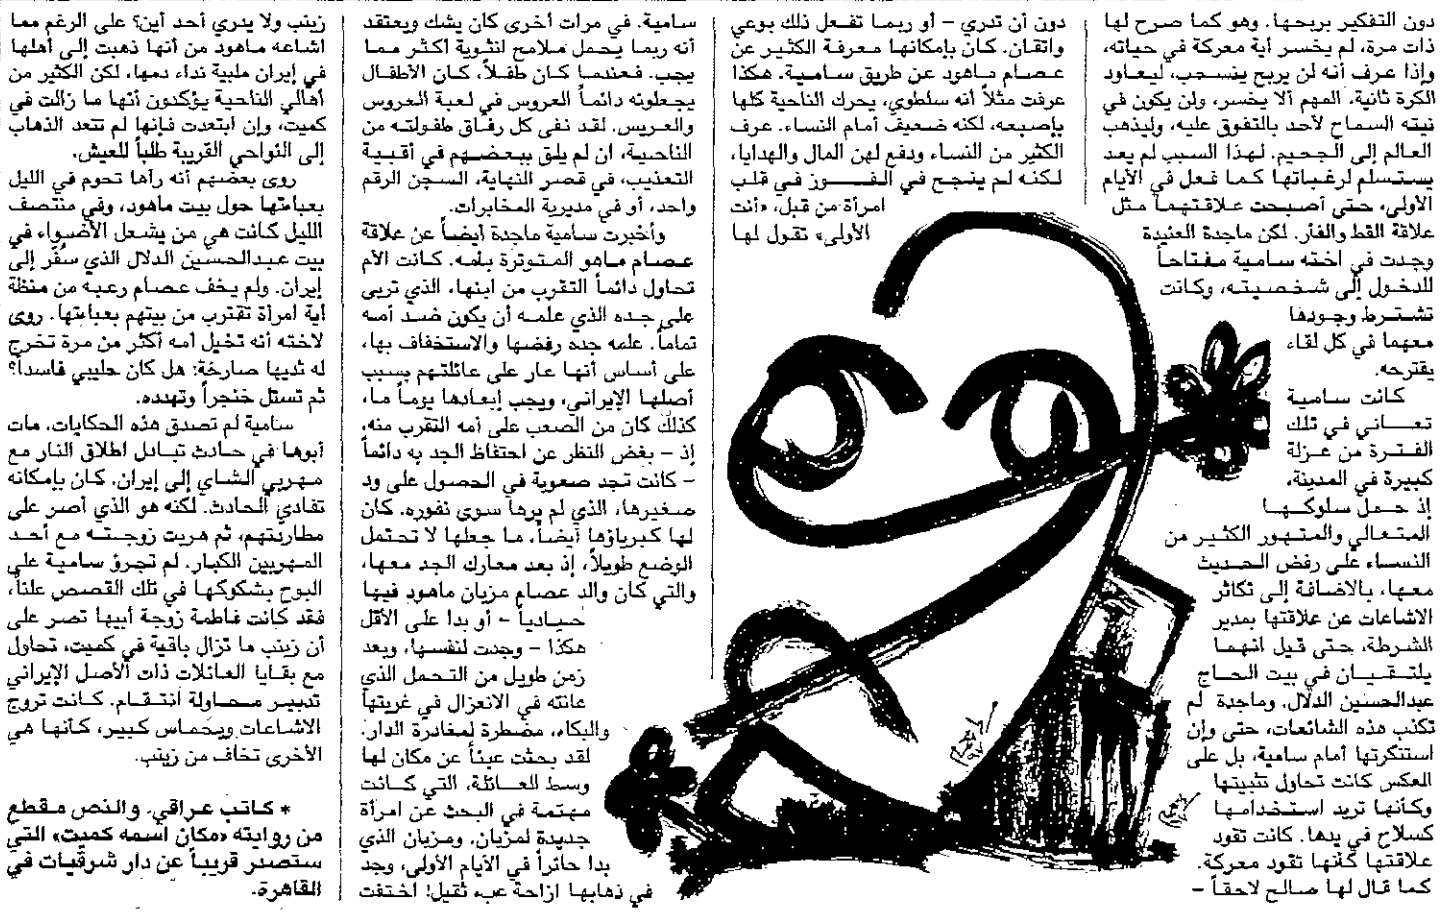 دون التفكير بربحها. وهو كما صرح لها
ذات مرة، لم يخسر أية معركة في حياته،
وإذا عرف أنه لن يربح ينسحب، ليعاود
الكرة ثانية. المهم ألا يخسر، ولن يكون في
نيته السماح لأحد بالتفوق عليه، وليذهب
العالم إلى الجحيم. لهذا السبب لم يعد
يستسلم لرغباتها كما فعل في الأيام
الأولى، حتى أصبحت علاقتهما مثل
علاقة القط والفأر. لكن ماجدة العنيدة
وجدت في اخته سامية مفتاحاً
للدخول إلى شخصيته، وكانت
تشترط وجودها
معهما في كل لقاء
يقترحه.
كانت سامية
تعاني في تلك
الفترة من عزلة
كبيرة في المدينة،
إذ حمل سلوكها
المتعالي والمتهور الكثير من
النساء على رفض الحديث
معها، بالاضافة إلى تكاثر
الاشاعات عن علاقتها بمدير
الشرطة، حتى قيل انهما
يلتقيان في بيت الحاج
عبدالحسين الدلال. وماجدة لم
تكذب هذه الشائعات، حتى وإن
استنكرتها أمام سامية، بل على
العكس كانت تحاول تثبيتها
وكأنها تريد استخدامها
كسلاح في يدها. كانت تقود
علاقتها كأنها تقود معركة.
كما قال لها صالح لاحقاً –
دون أن تدري – أو ربما تفعل ذلك بوعي
واتقان. كان بإمكانها معرفة الكثير عن
عصام ماهود عن طريق سامية. هكذا
عرفت مثلاً أنه سلطوي، يحرك الناحية كلها
بإصبعه، لكنه ضعيف أمام النساء. عرف
الكثير من النساء ودفع لهن المال والهدايا،
لكنه لم ينجح في الفوز في قلب
امرأة من قبل، «أنت
الأولى» تقول لها
سامية. في مرات أخرى كان يشك ويعتقد
أنه ربما يحمل ملامح انثوية أكثر مما
يجب. فعندما كان طفلاً، كان الأطفال
يجعلونه دائماً العروس في لعبة العروس
والعريس. لقد نفى كل رفاق طفولته من
الناحية، ان لم يلق ببعضهم في أقبية
التعذيب، في قصر النهاية، السجن الرقم
واحد، أو في مديرية المخابرات.
وأخبرت سامية ماجدة أيضاً عن علاقة
عصام ماهو المتوترة بأمه. كانت الأم
تحاول دائماً التقرب من ابنها، الذي تربى
على جده الذي علمه أن يكون ضد أمه
تماماً. علمه جده رفضها والاستخفاف بها،
على أساس أنها عار على عائلتهم بسبب
أصلها الإيراني، ويجب إبعادها يوماً ما،
كذلك كان من الصعب على أمه التقرب منه،
إذ – بغض النظر عن احتفاظ الجد به دائماً
– كانت تجد صعوبة في الحصول على ود
صغيرها، الذي لم يرها سوى نفوره. كان
لها كبرياؤها أيضاً، ما جعلها لا تحتمل
الوضع طويلاً، إذ بعد معارك الجد معها،
والتي كان والد عصام مزبان ماهود فيها
حيادياً – أو بدا على الأقل
هكذا – وجدت لنفسها، وبعد
زمن طويل من التحمل الذي
عانته في الانعزال في غربتها
والبكاء، مضطرة لمغادرة الدار.
لقد بحثت عبثاً عن مكان لها
وسط العائلة، التي كانت
مهتمة في البحث عن امرأة
جديدة لمزبان. ومزبان الذي
بدا حائراً في الأيام الأولى، وجد
في ذهابها ازاحة عبء ثقيل! اختفت
زينب ولا يدري أحد أين؟ على الرغم مما
اشاعه ماهود من أنها ذهبت إلى أهلها
في إيران ملبية نداء دمها، لكن الكثير من
أهالي الناحية يؤكدون أنها ما زالت في
كميت، وإن ابتعدت فإنها لم تتعد الذهاب
إلى النواحي القريبة طلباً للعيش.
روى بعضهم أنه رآها تحوم في الليل
بعباءتها حول بيت ماهود، وفي منتصف
الليل كانت هي من يشعل الأضواء في
بيت عبدالحسين الدلال الذي سفّر إلى
إيران. ولم يخف عصام رعبه من منظة
أية امرأة تقترب من بيتهم بعباءتها. روى
لاخته أنه تخيل أمه أكثر من مرة تخرج
له ثديها صارخة: هل كان حليبي فاسداً؟
ثم تستل خنجراً وتهدده.
سامية لم تصدق هذه الحكايات. مات
أبوها في حادث تبادل اطلاق النار مع
مهربي الشاي إلى إيران. كان بإمكانه
تفادي الحادث. لكنه هو الذي أصر على
مطاردتهم، ثم هربت زوجته مع أحد
المهربين الكبار. لم تجرؤ سامية على
البوح بشكوكها في تلك القصص علناً،
فقد كانت فاطمة زوجة أبيها تصر على
أن زينب ما تزال باقية في كميت، تحاول
مع بقايا العائلات ذات الأصل الإيراني
تدبير محاولة انتقام. كانت تروج
الاشاعات وبحماس كبير، كأنها هي
الأخرى تخاف من زينب.
* كاتب عراقي. والنص مقطع
من روايته «مكان اسمه كميت» التي
ستصدر قريباً عن دار شرقيات في
القاهرة.